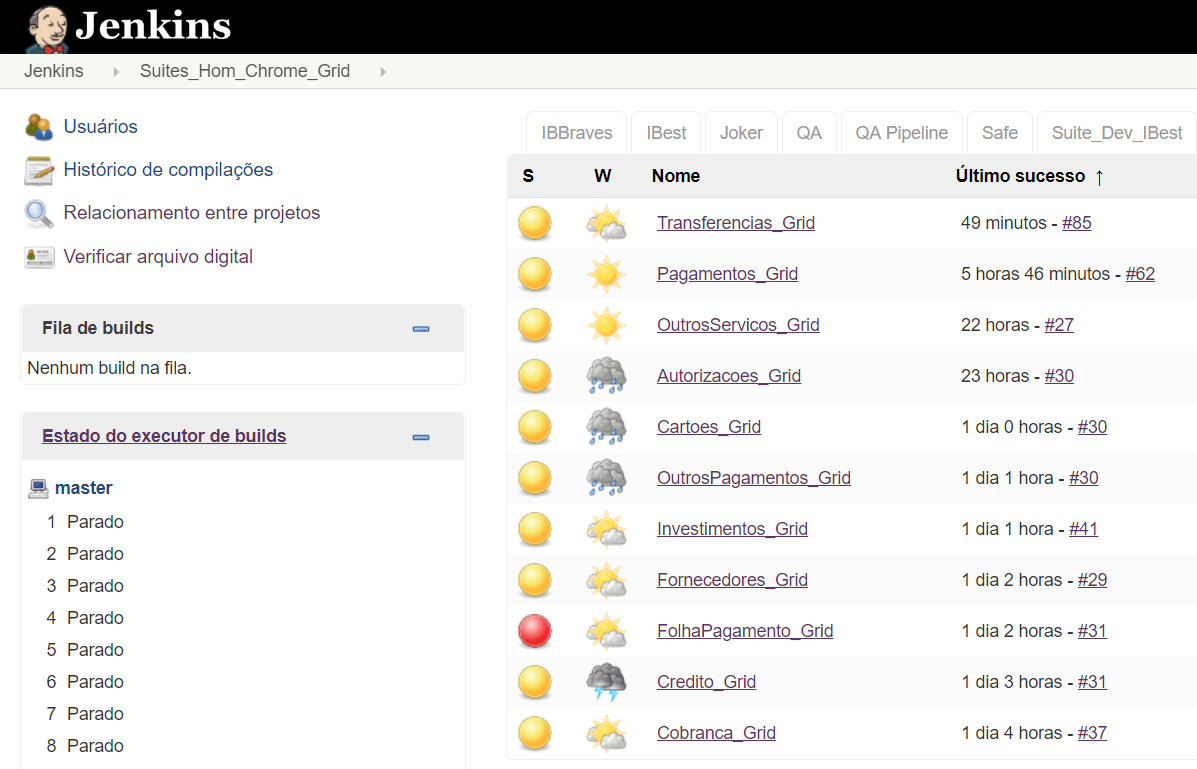 Jenkins
Jenkins Suites_Hom_Chrome_Grid
Usuários
Histórico de compilações
Relacionamento entre projetos
Verificar arquivo digital
Fila de builds
Nenhum build na fila.
Estado do executor de builds
master
1 Parado
2 Parado
3 Parado
4 Parado
5 Parado
6 Parado
7 Parado
8 Parado
IBBraves IBest Joker QA QA Pipeline Safe Suite_Dev_IBest
S W Nome Último sucesso ↑
Transferencias_Grid 49 minutos - #85
Pagamentos_Grid 5 horas 46 minutos - #62
OutrosServicos_Grid 22 horas - #27
Autorizacoes_Grid 23 horas - #30
Cartoes_Grid 1 dia 0 horas - #30
OutrosPagamentos_Grid 1 dia 1 hora - #30
Investimentos_Grid 1 dia 1 hora - #41
Fornecedores_Grid 1 dia 2 horas - #29
FolhaPagamento_Grid 1 dia 2 horas - #31
Credito_Grid 1 dia 3 horas - #31
Cobranca_Grid 1 dia 4 horas - #37